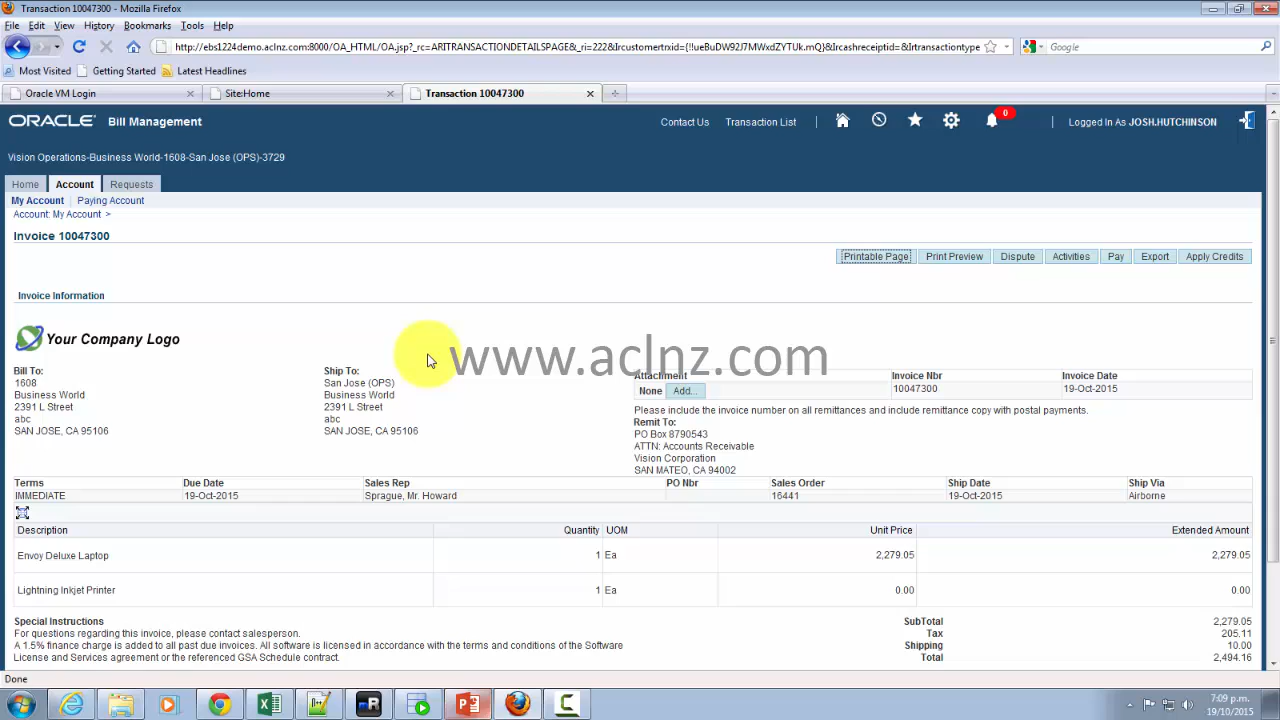 Transaction 10047300 - Mozilla Firefox
File Edit View History Bookmarks Tools Help
http://ebs1224demo.aclnz.com:8000/OA_HTML/OA.jsp?_rc=ARITRANSACTIONDETAILSPAGE&_ri=222&Ircustomertrxid={!!ueBuDW92J7MWxdZYTUk.mQ}&Ircashreceiptid=&Irtransactiontype
Google
Most Visited Getting Started Latest Headlines
Oracle VM Login Site:Home Transaction 10047300
ORACLE Bill Management
Contact Us Transaction List 0 Logged In As JOSH.HUTCHINSON
Vision Operations-Business World-1608-San Jose (OPS)-3729
Home Account Requests
My Account Paying Account
Account: My Account >
Invoice 10047300
Printable Page Print Preview Dispute Activities Pay Export Apply Credits
Invoice Information
Your Company Logo
www.aclnz.com
Bill To: Ship To: Attachment Invoice Nbr Invoice Date
1608 San Jose (OPS) None Add... 10047300 19-Oct-2015
Business World Business World
2391 L Street 2391 L Street Please include the invoice number on all remittances and include remittance copy with postal payments.
abc abc Remit To:
SAN JOSE, CA 95106 SAN JOSE, CA 95106 PO Box 8790543
ATTN: Accounts Receivable
Vision Corporation
SAN MATEO, CA 94002
Terms Due Date Sales Rep PO Nbr Sales Order Ship Date Ship Via
IMMEDIATE 19-Oct-2015 Sprague, Mr. Howard 16441 19-Oct-2015 Airborne
Description Quantity UOM Unit Price Extended Amount
Envoy Deluxe Laptop 1 Ea 2,279.05 2,279.05
Lightning Inkjet Printer 1 Ea 0.00 0.00
Special Instructions SubTotal 2,279.05
For questions regarding this invoice, please contact salesperson. Tax 205.11
A 1.5% finance charge is added to all past due invoices. All software is licensed in accordance with the terms and conditions of the Software Shipping 10.00
License and Services agreement or the referenced GSA Schedule contract. Total 2,494.16
Done
7:09 p.m.
19/10/2015